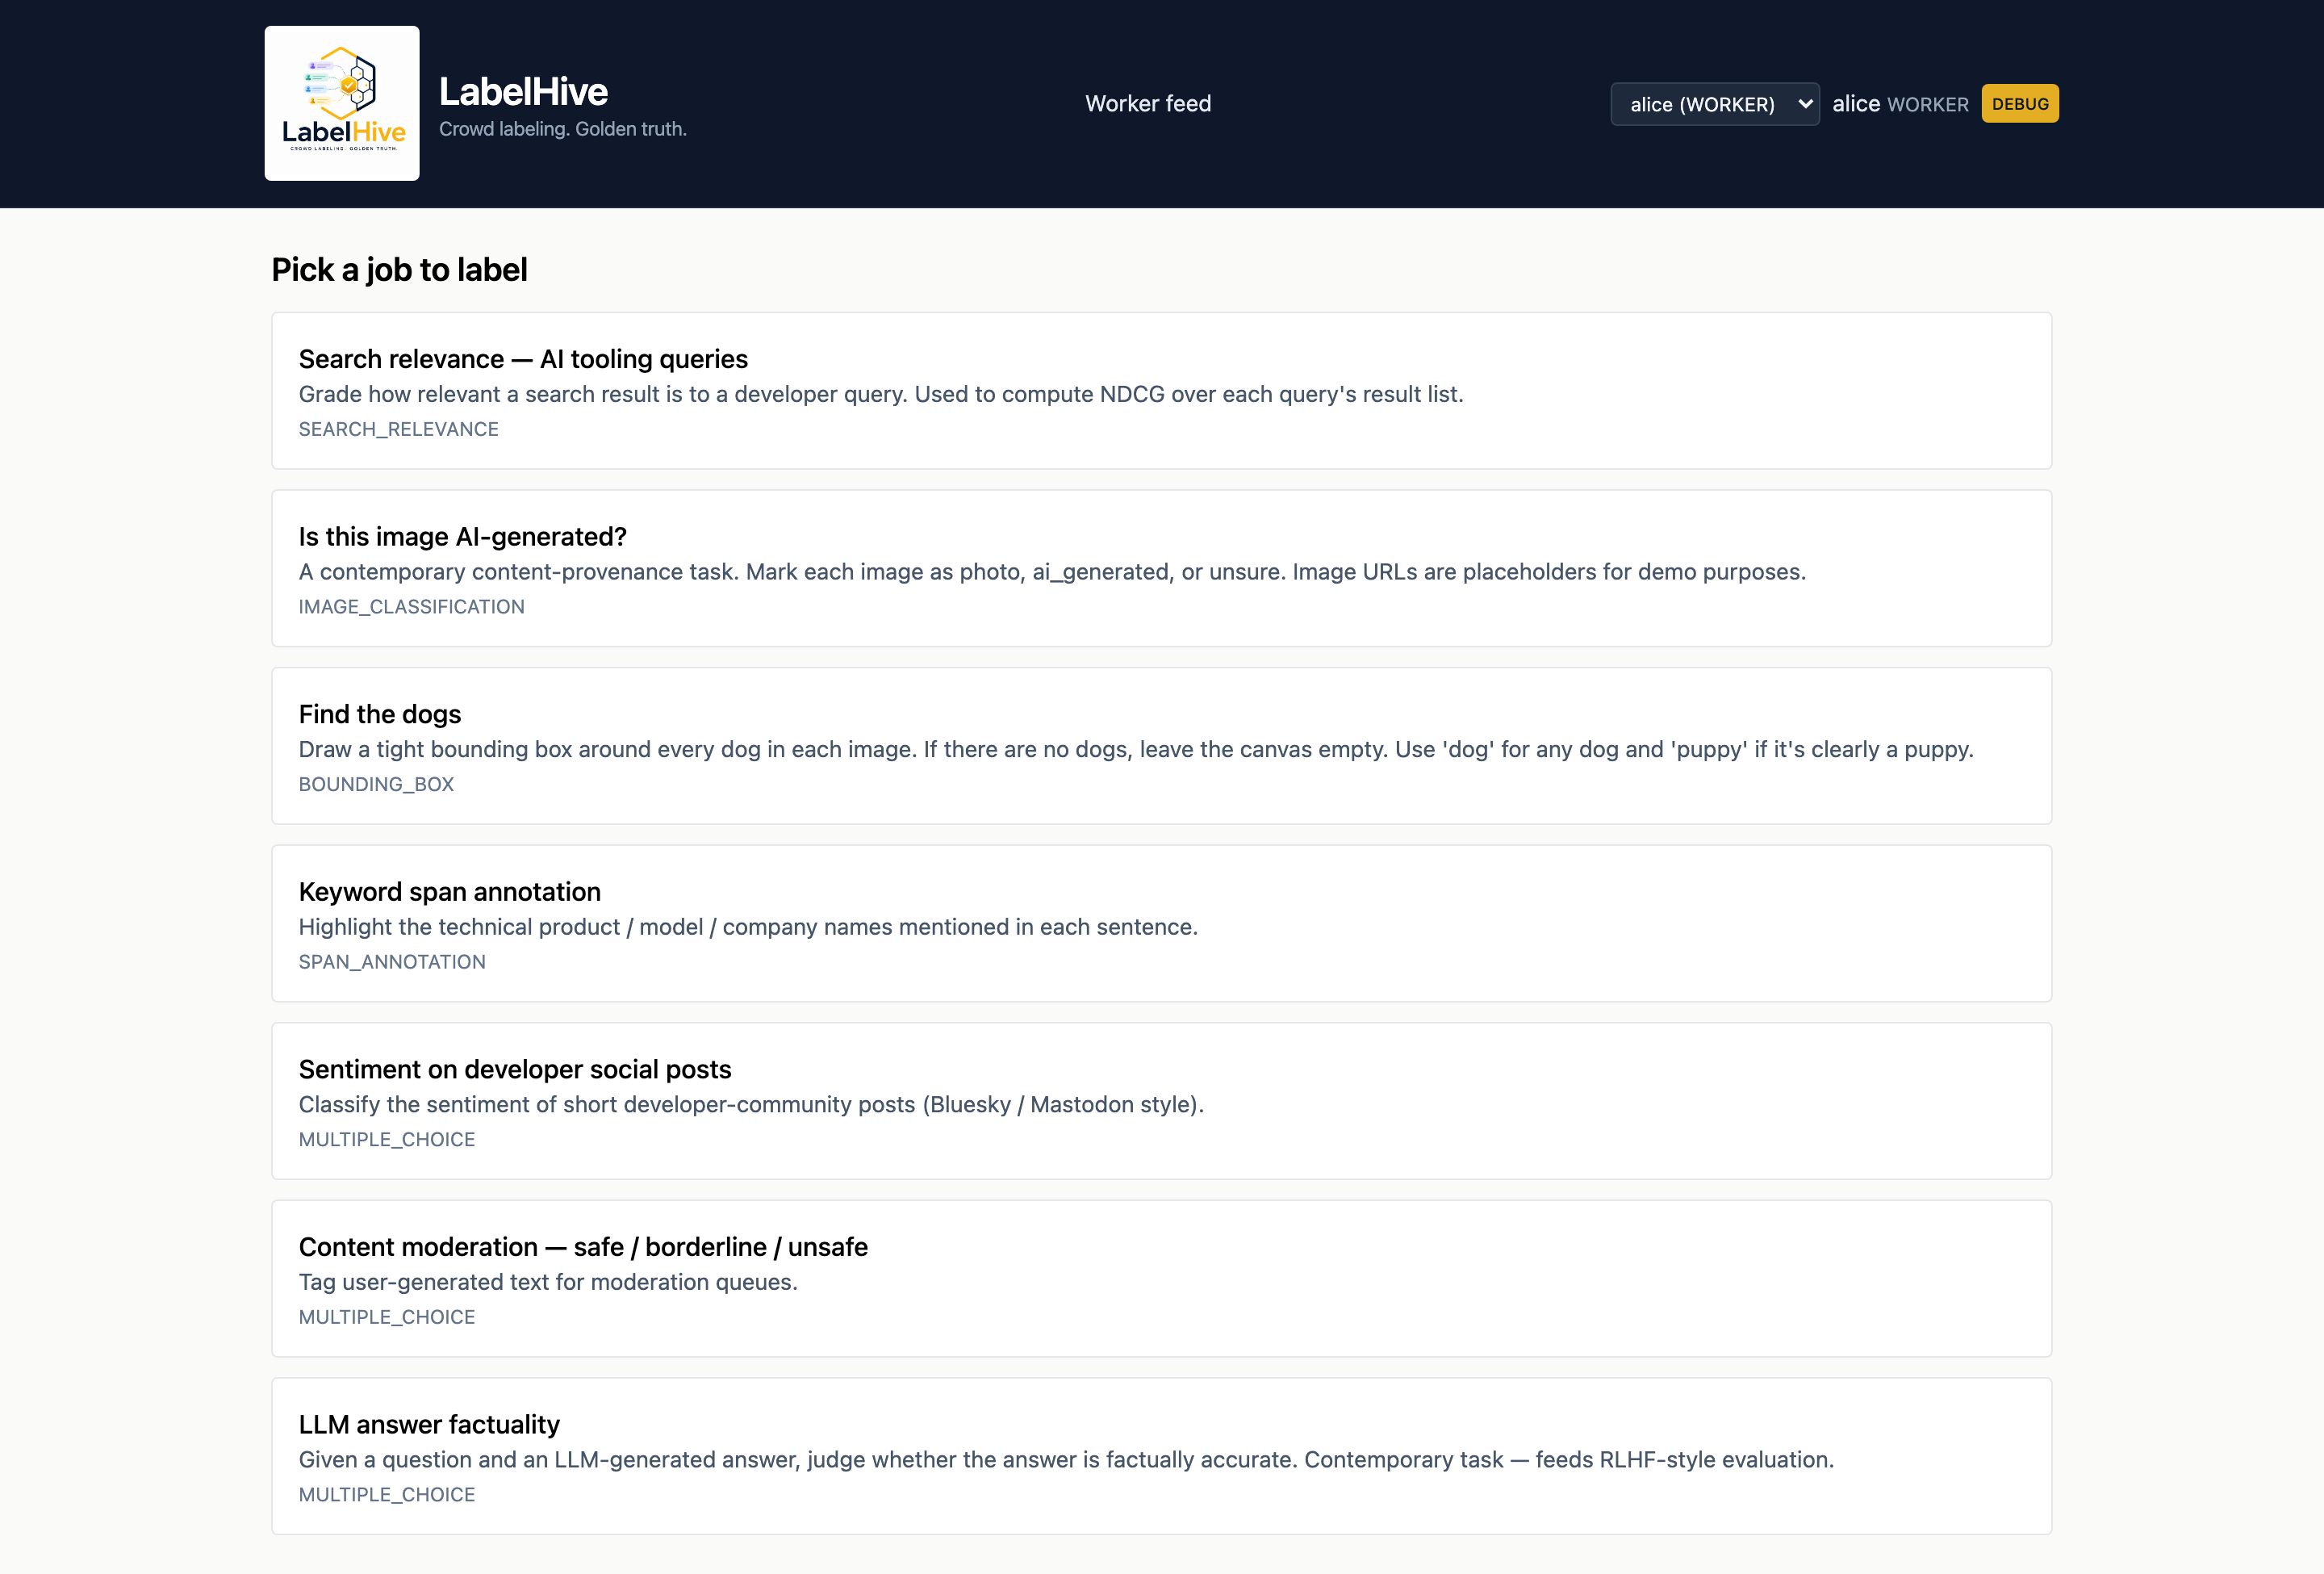 LabelHive
CROWD LABELING. GOLDEN TRUTH.
LabelHive
Crowd labeling. Golden truth.
Worker feed
alice (WORKER)
alice WORKER
DEBUG
Pick a job to label
Search relevance — AI tooling queries
Grade how relevant a search result is to a developer query. Used to compute NDCG over each query's result list.
SEARCH_RELEVANCE
Is this image AI-generated?
A contemporary content-provenance task. Mark each image as photo, ai_generated, or unsure. Image URLs are placeholders for demo purposes.
IMAGE_CLASSIFICATION
Find the dogs
Draw a tight bounding box around every dog in each image. If there are no dogs, leave the canvas empty. Use 'dog' for any dog and 'puppy' if it's clearly a puppy.
BOUNDING_BOX
Keyword span annotation
Highlight the technical product / model / company names mentioned in each sentence.
SPAN_ANNOTATION
Sentiment on developer social posts
Classify the sentiment of short developer-community posts (Bluesky / Mastodon style).
MULTIPLE_CHOICE
Content moderation — safe / borderline / unsafe
Tag user-generated text for moderation queues.
MULTIPLE_CHOICE
LLM answer factuality
Given a question and an LLM-generated answer, judge whether the answer is factually accurate. Contemporary task — feeds RLHF-style evaluation.
MULTIPLE_CHOICE